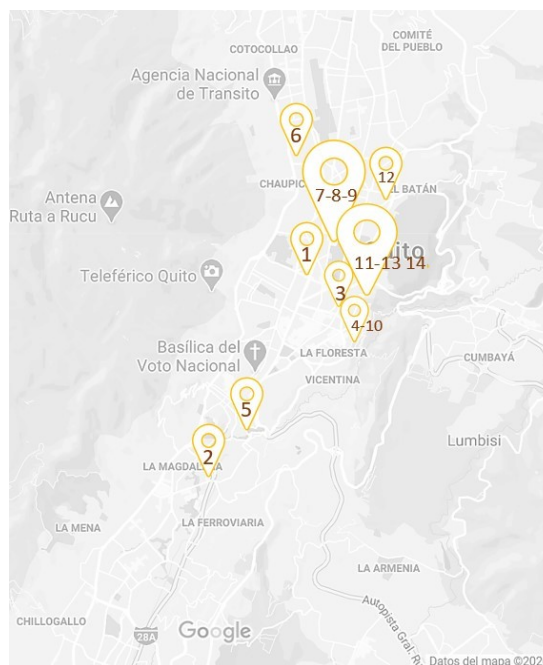 COTOCOLLAO
COMITÉ
DEL PUEBLO
Agencia Nacional
de Transito
6
CHAUPIC
7-8-9
12
EL BATÁN
Antena
Ruta a Rucu
1
11-13 14
Teleférico Quito
3
4-10
LA FLORESTA
CUMBAYÁ
Basílica del
Voto Nacional
VICENTINA
5
2
Lumbisi
LA MAGDALENA
LA FERROVIARIA
LA MENA
LA ARMENIA
CHILLOGALLO
28A
Google
Autopista Gral. R
Datos del mapa ©202